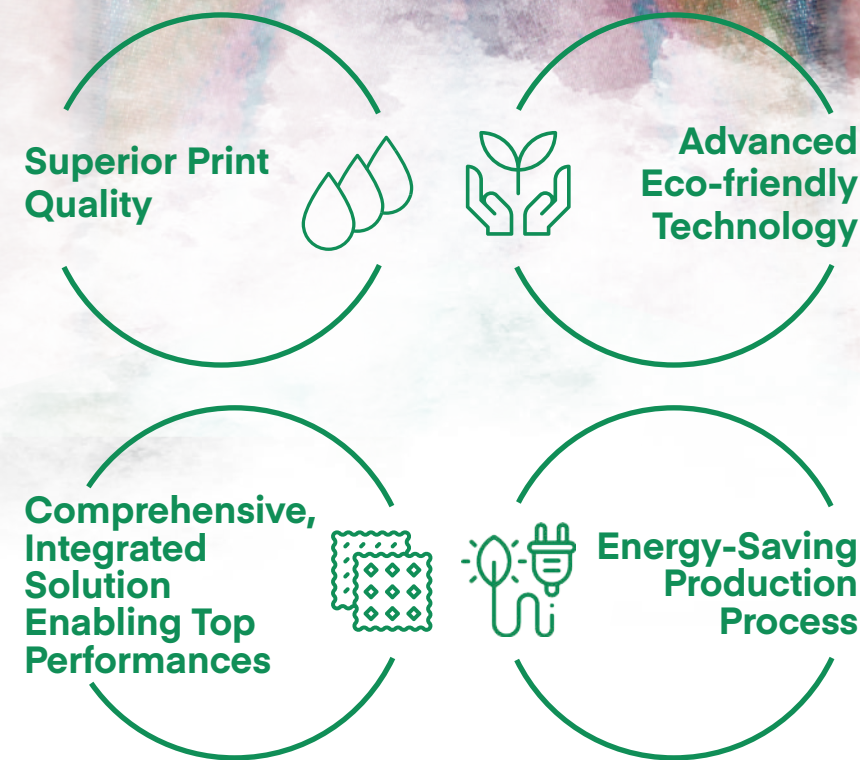 Superior Print
Quality
Advanced
Eco-friendly
Technology
Comprehensive,
Integrated
Solution
Enabling Top
Performances
Energy-Saving
Production
Process